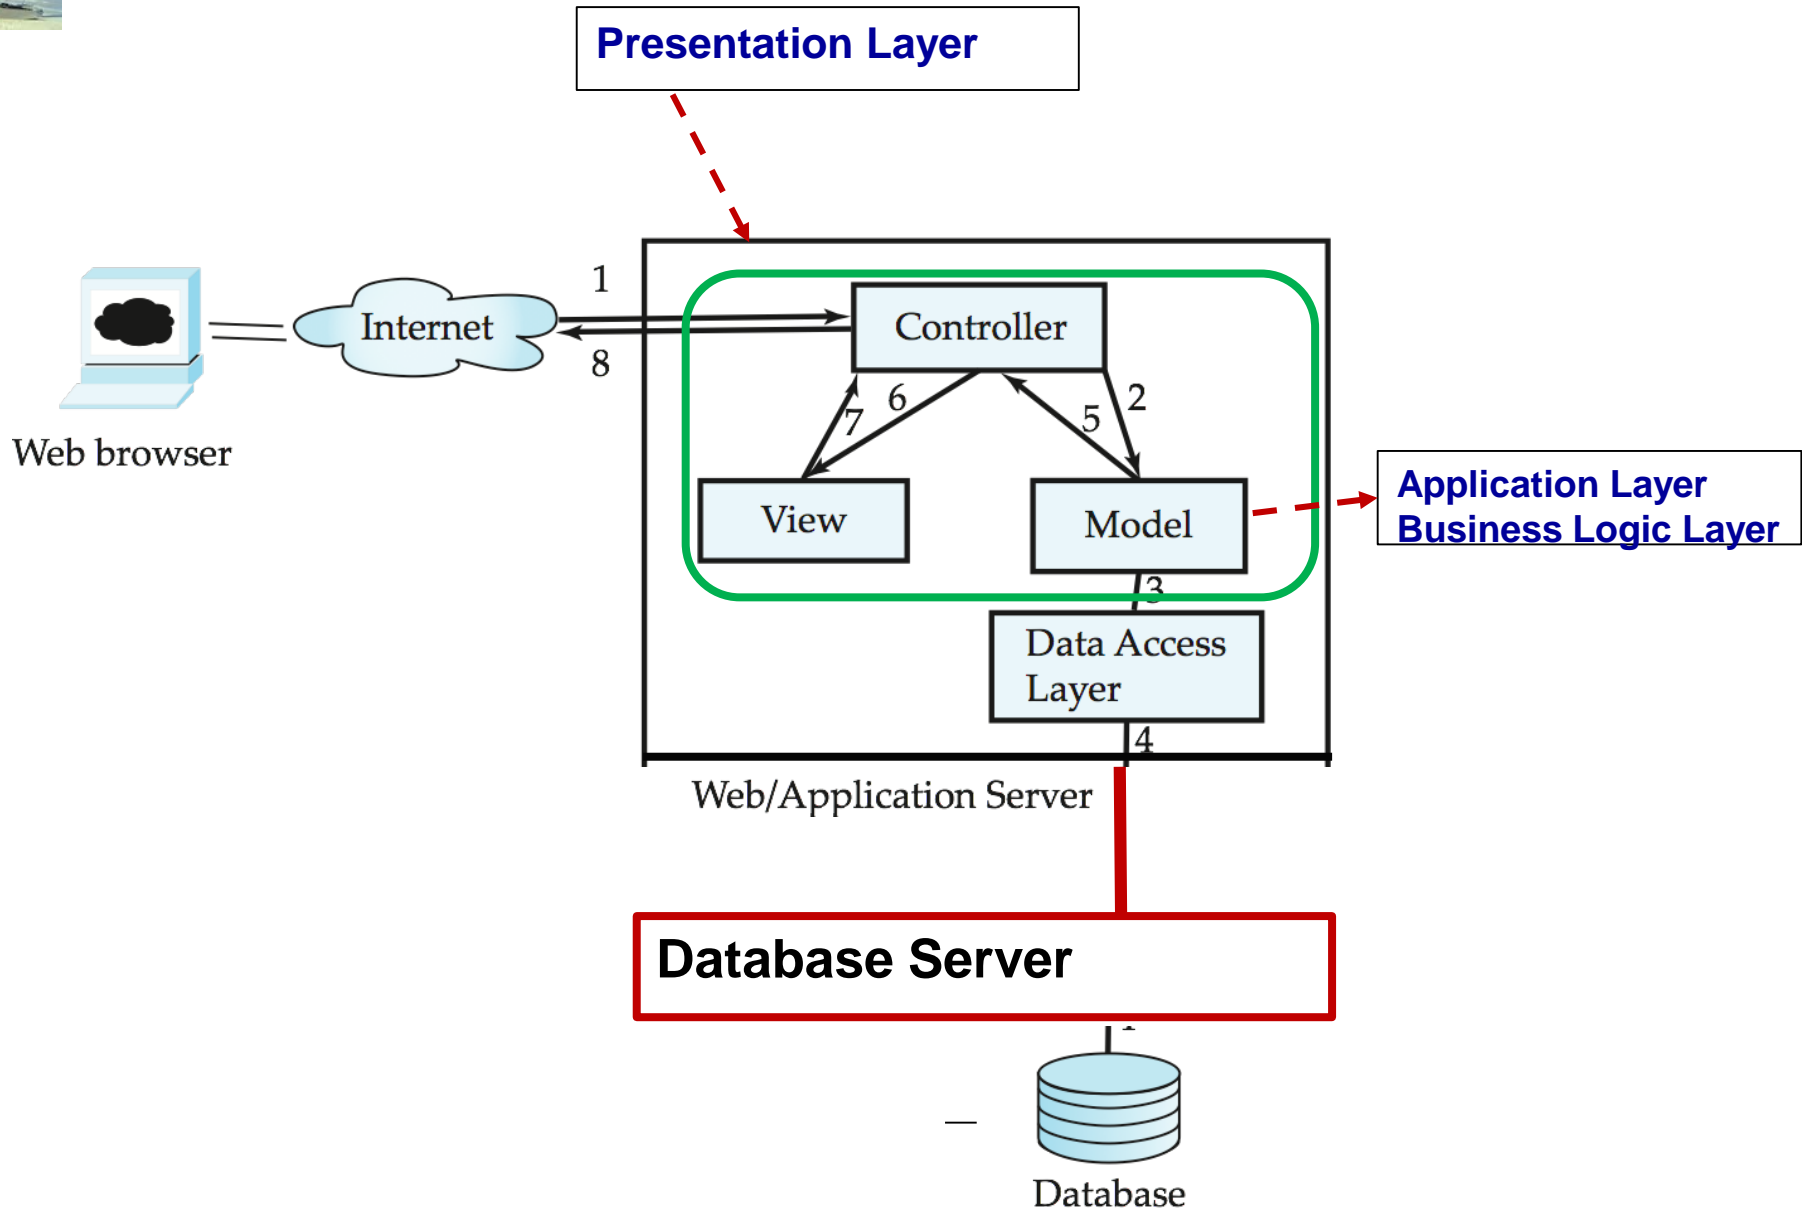 Presentation Layer
1
Internet
8
Controller
7
6
5
2
Web browser
View
Model
Application Layer
Business Logic Layer
3
Data Access
Layer
4
Web/Application Server
Database Server
Database